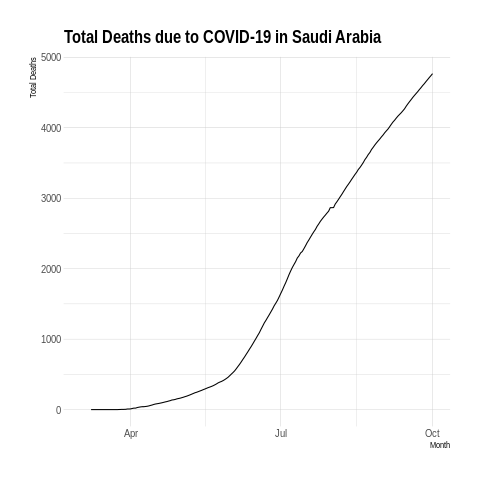 Total Deaths due to COVID-19 in Saudi Arabia
Total Deaths
5000
4000
3000
2000
1000
0
Apr
Jul
Oct
Month